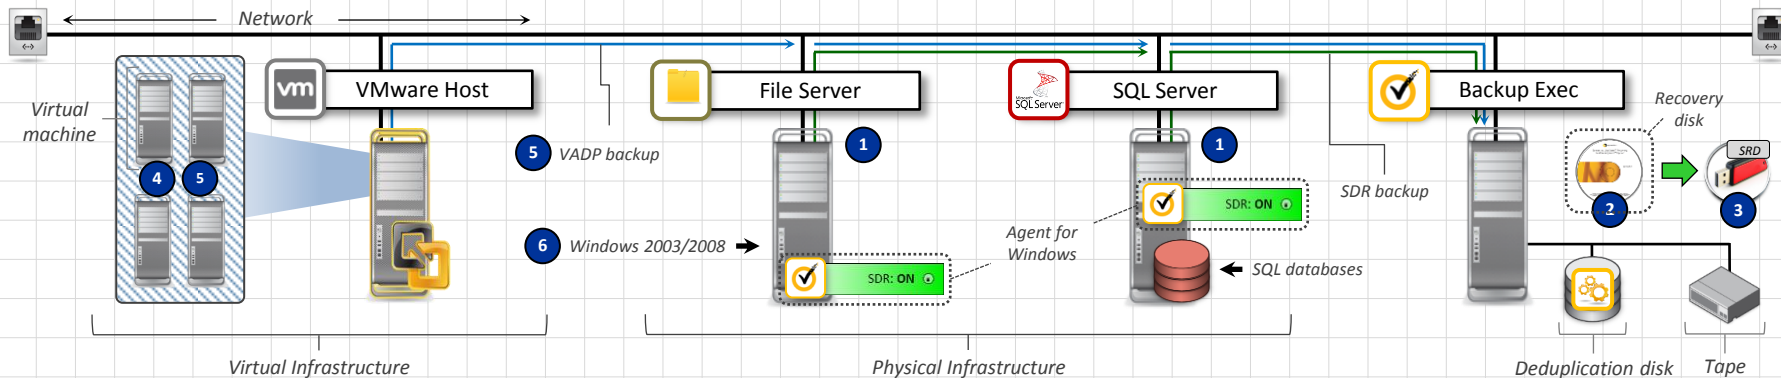 Network
Virtual
machine
vm
VMware Host
File Server
Microsoft
SQL Server
SQL Server
Backup Exec
Recovery
disk
SRD
4
5
5
VADP backup
1
1
SDR backup
2
3
SDR: ON
6
Windows 2003/2008
Agent for
Windows
SDR: ON
SQL databases
Virtual Infrastructure
Physical Infrastructure
Deduplication disk
Tape